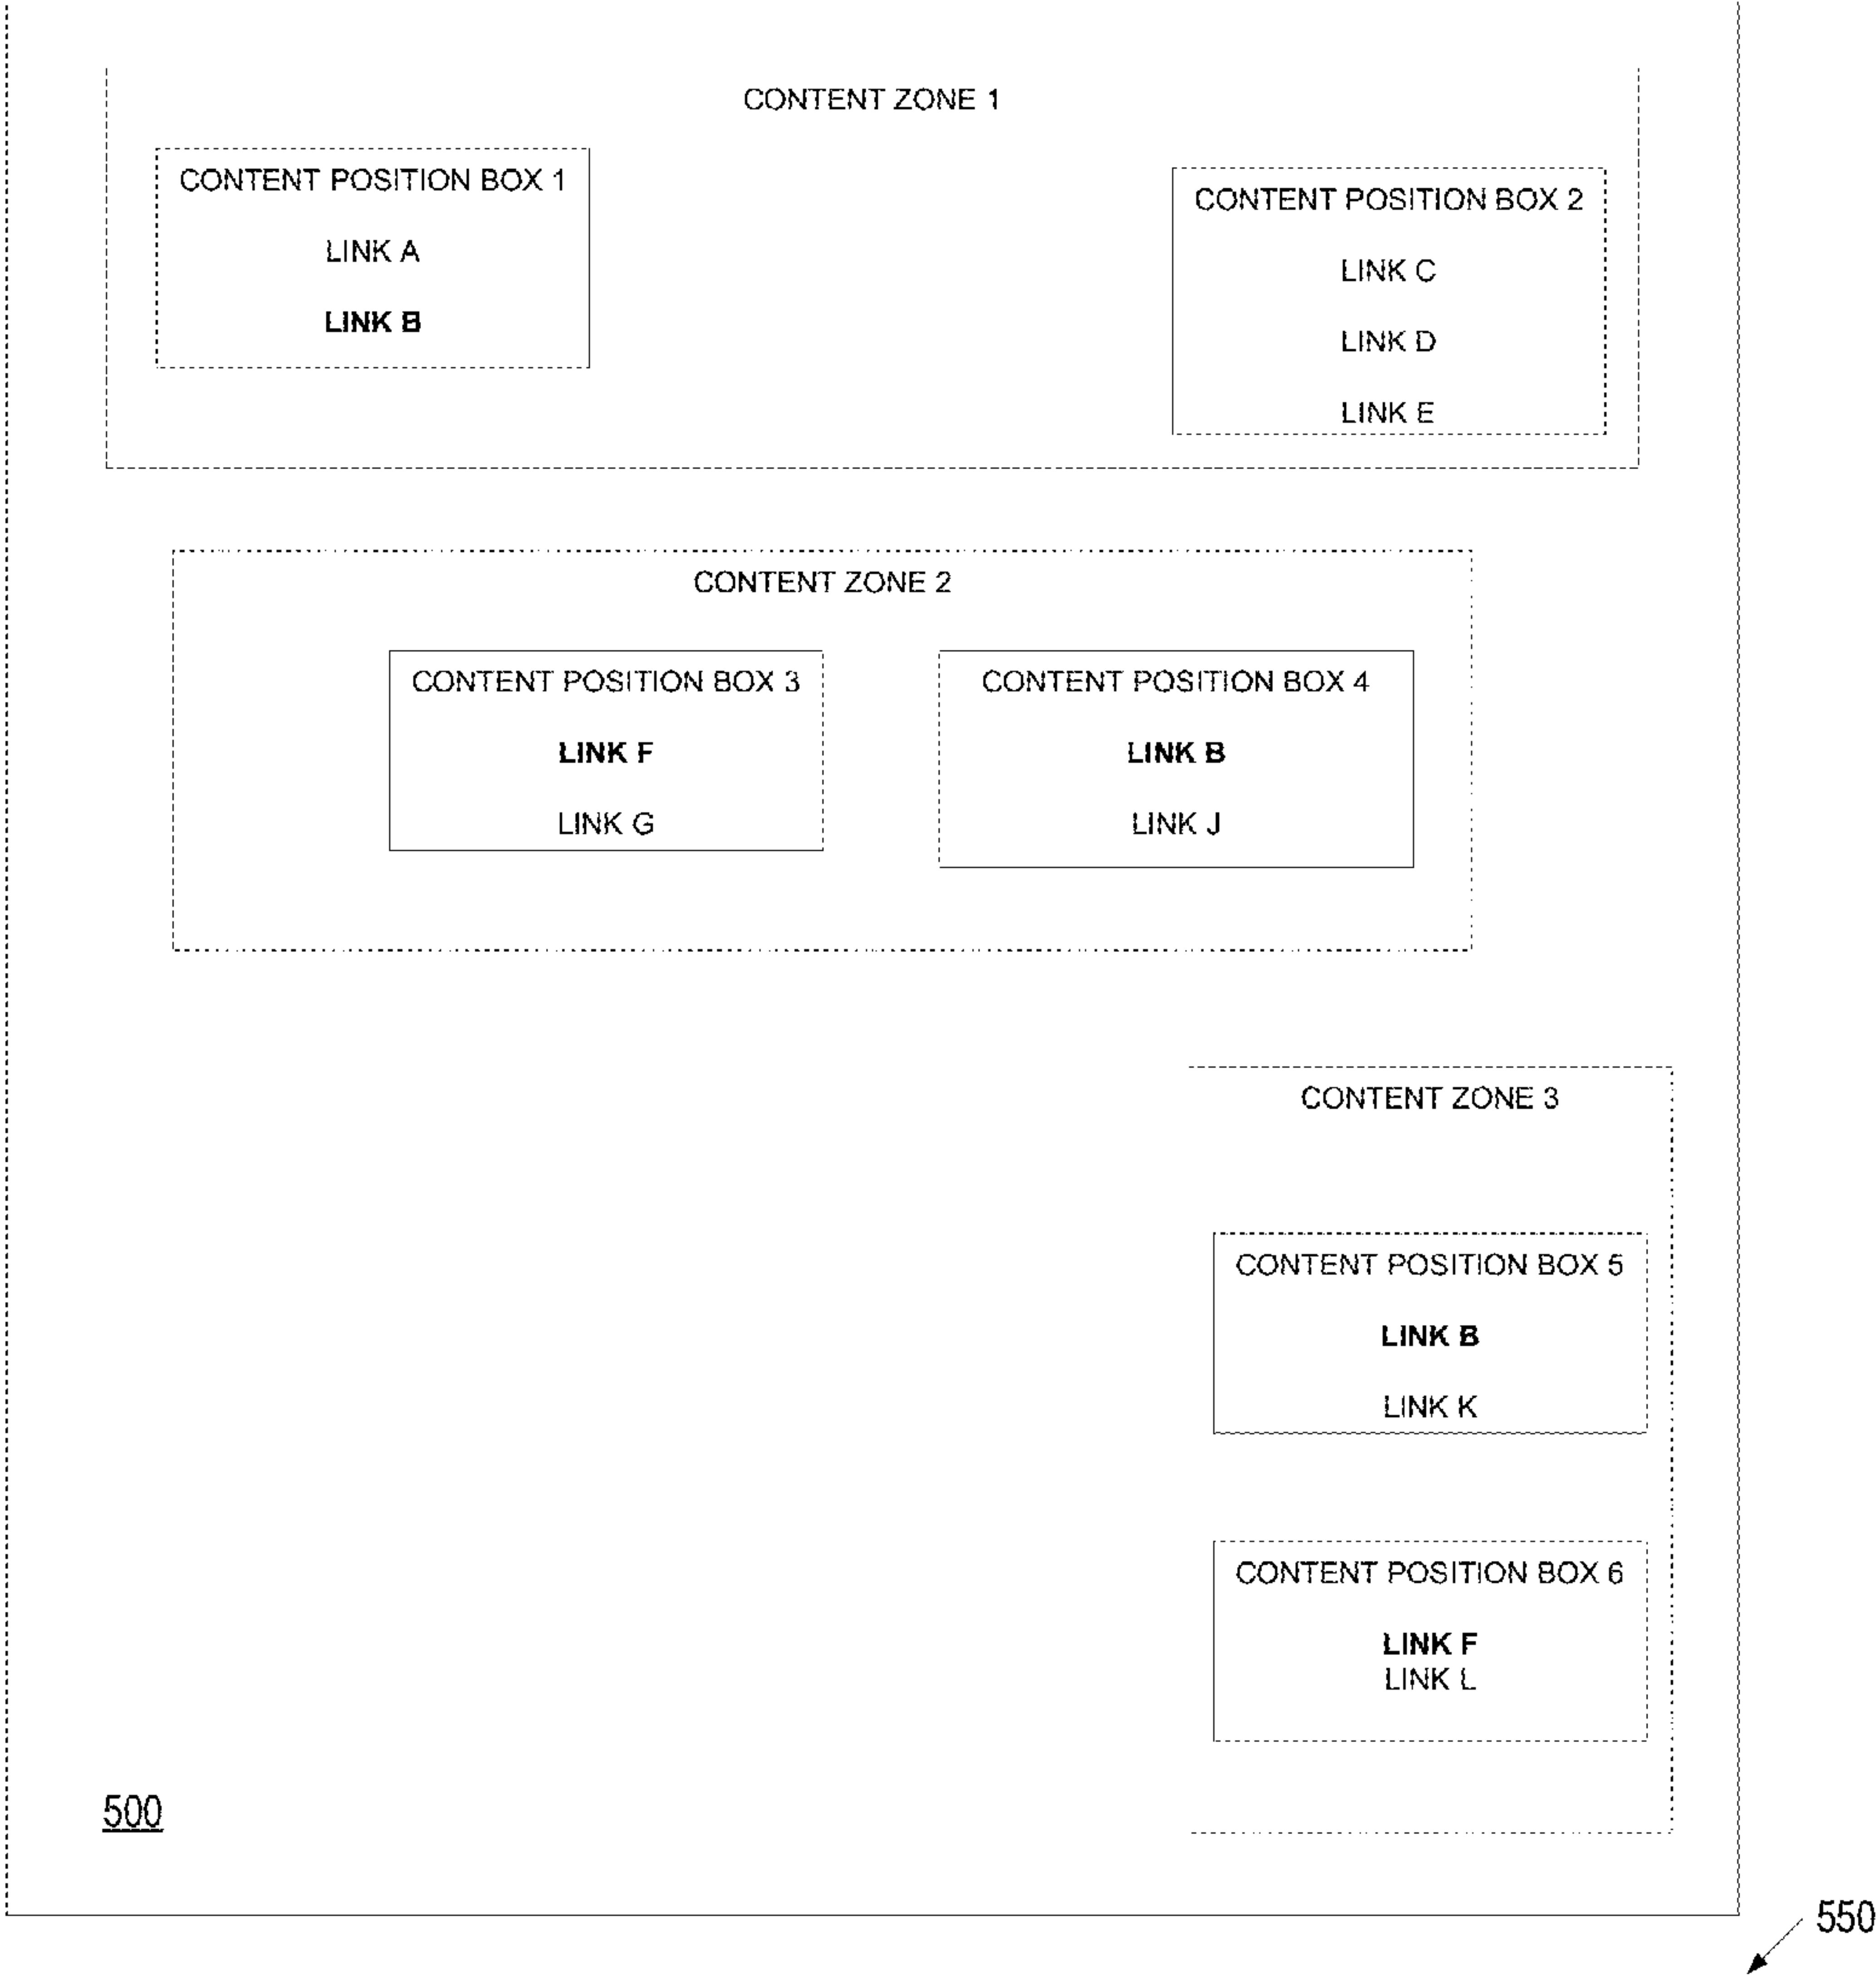 CONTENT ZONE 1
CONTENT POSITION BOX 1
LINK A
LINK B
CONTENT POSITION BOX 2
LINK C
LINK D
LINK E
CONTENT ZONE 2
CONTENT POSITION BOX 3
LINK F
LINK G
CONTENT POSITION BOX 4
LINK B
LINK J
CONTENT ZONE 3
CONTENT POSITION BOX 5
LINK B
LINK K
CONTENT POSITION BOX 6
LINK F
LINK L
500
550